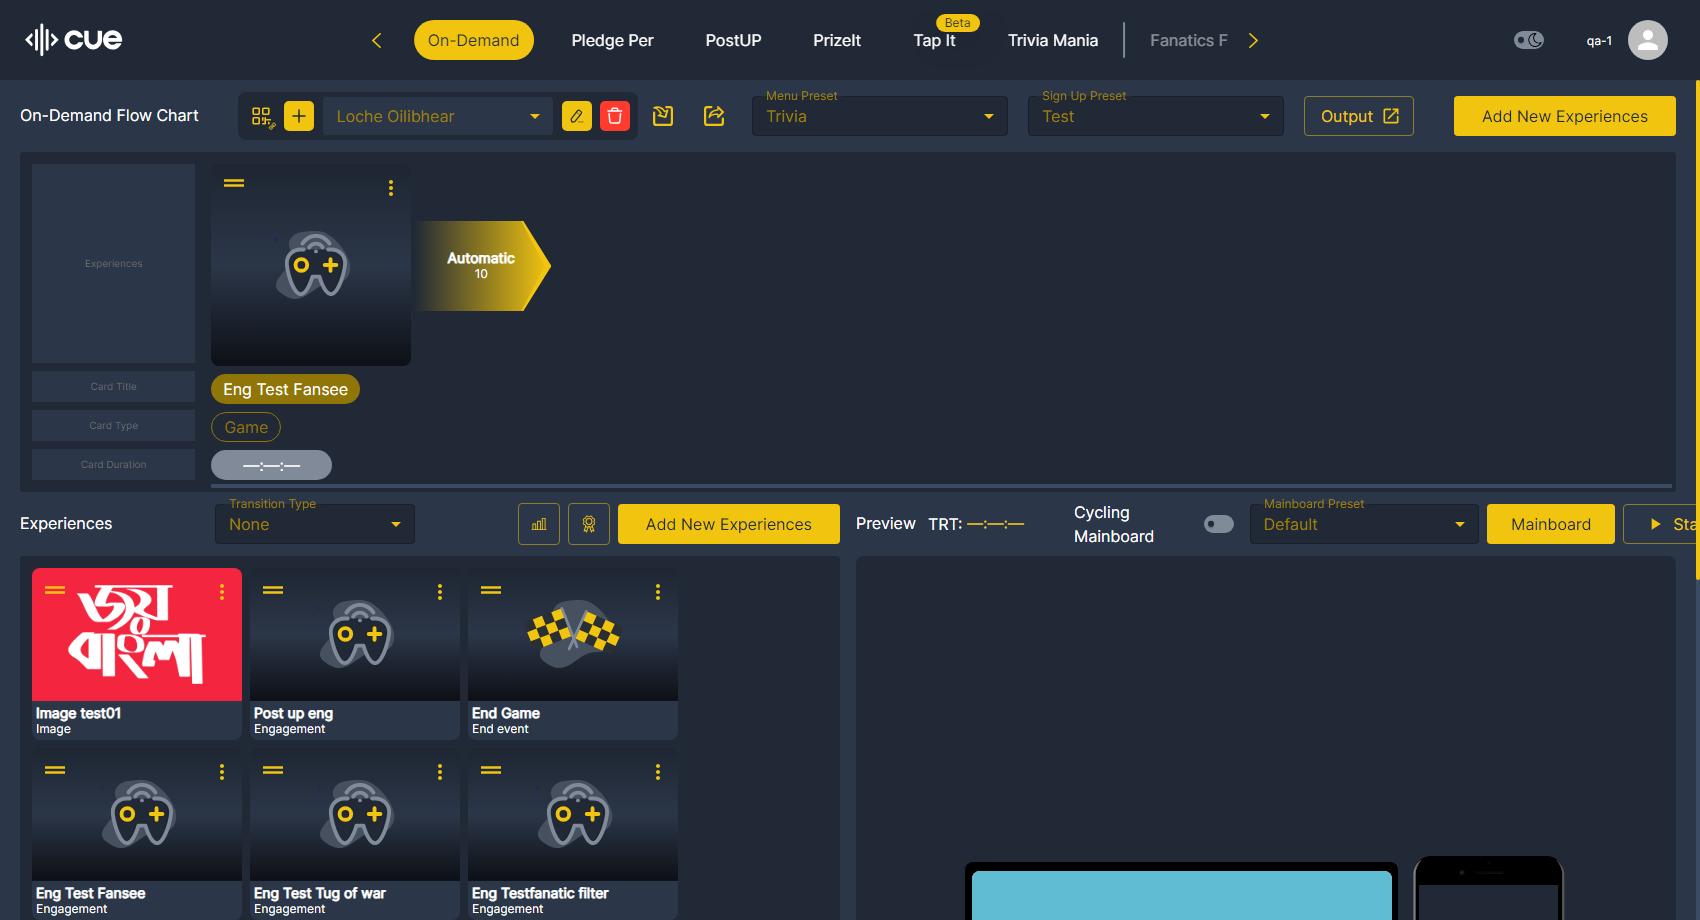 cue
On-Demand
Pledge Per
PostUP
PrizeIt
Beta
Tap It
Trivia Mania
Fanatics F
qa-1
On-Demand Flow Chart
Loche Oilibhear
Menu Preset
Trivia
Sign Up Preset
Test
Output
Add New Experiences
Experiences
Automatic
10
Card Title
Eng Test Fansee
Card Type
Game
Card Duration
—:—:—
Experiences
Transition Type
None
Add New Experiences
Preview
TRT: —:—:—
Cycling
Mainboard
Mainboard Preset
Default
Mainboard
Sta
জয়
বাংলা
Image test01
Image
Post up eng
Engagement
End Game
End event
Eng Test Fansee
Engagement
Eng Test Tug of war
Engagement
Eng Testfanatic filter
Engagement